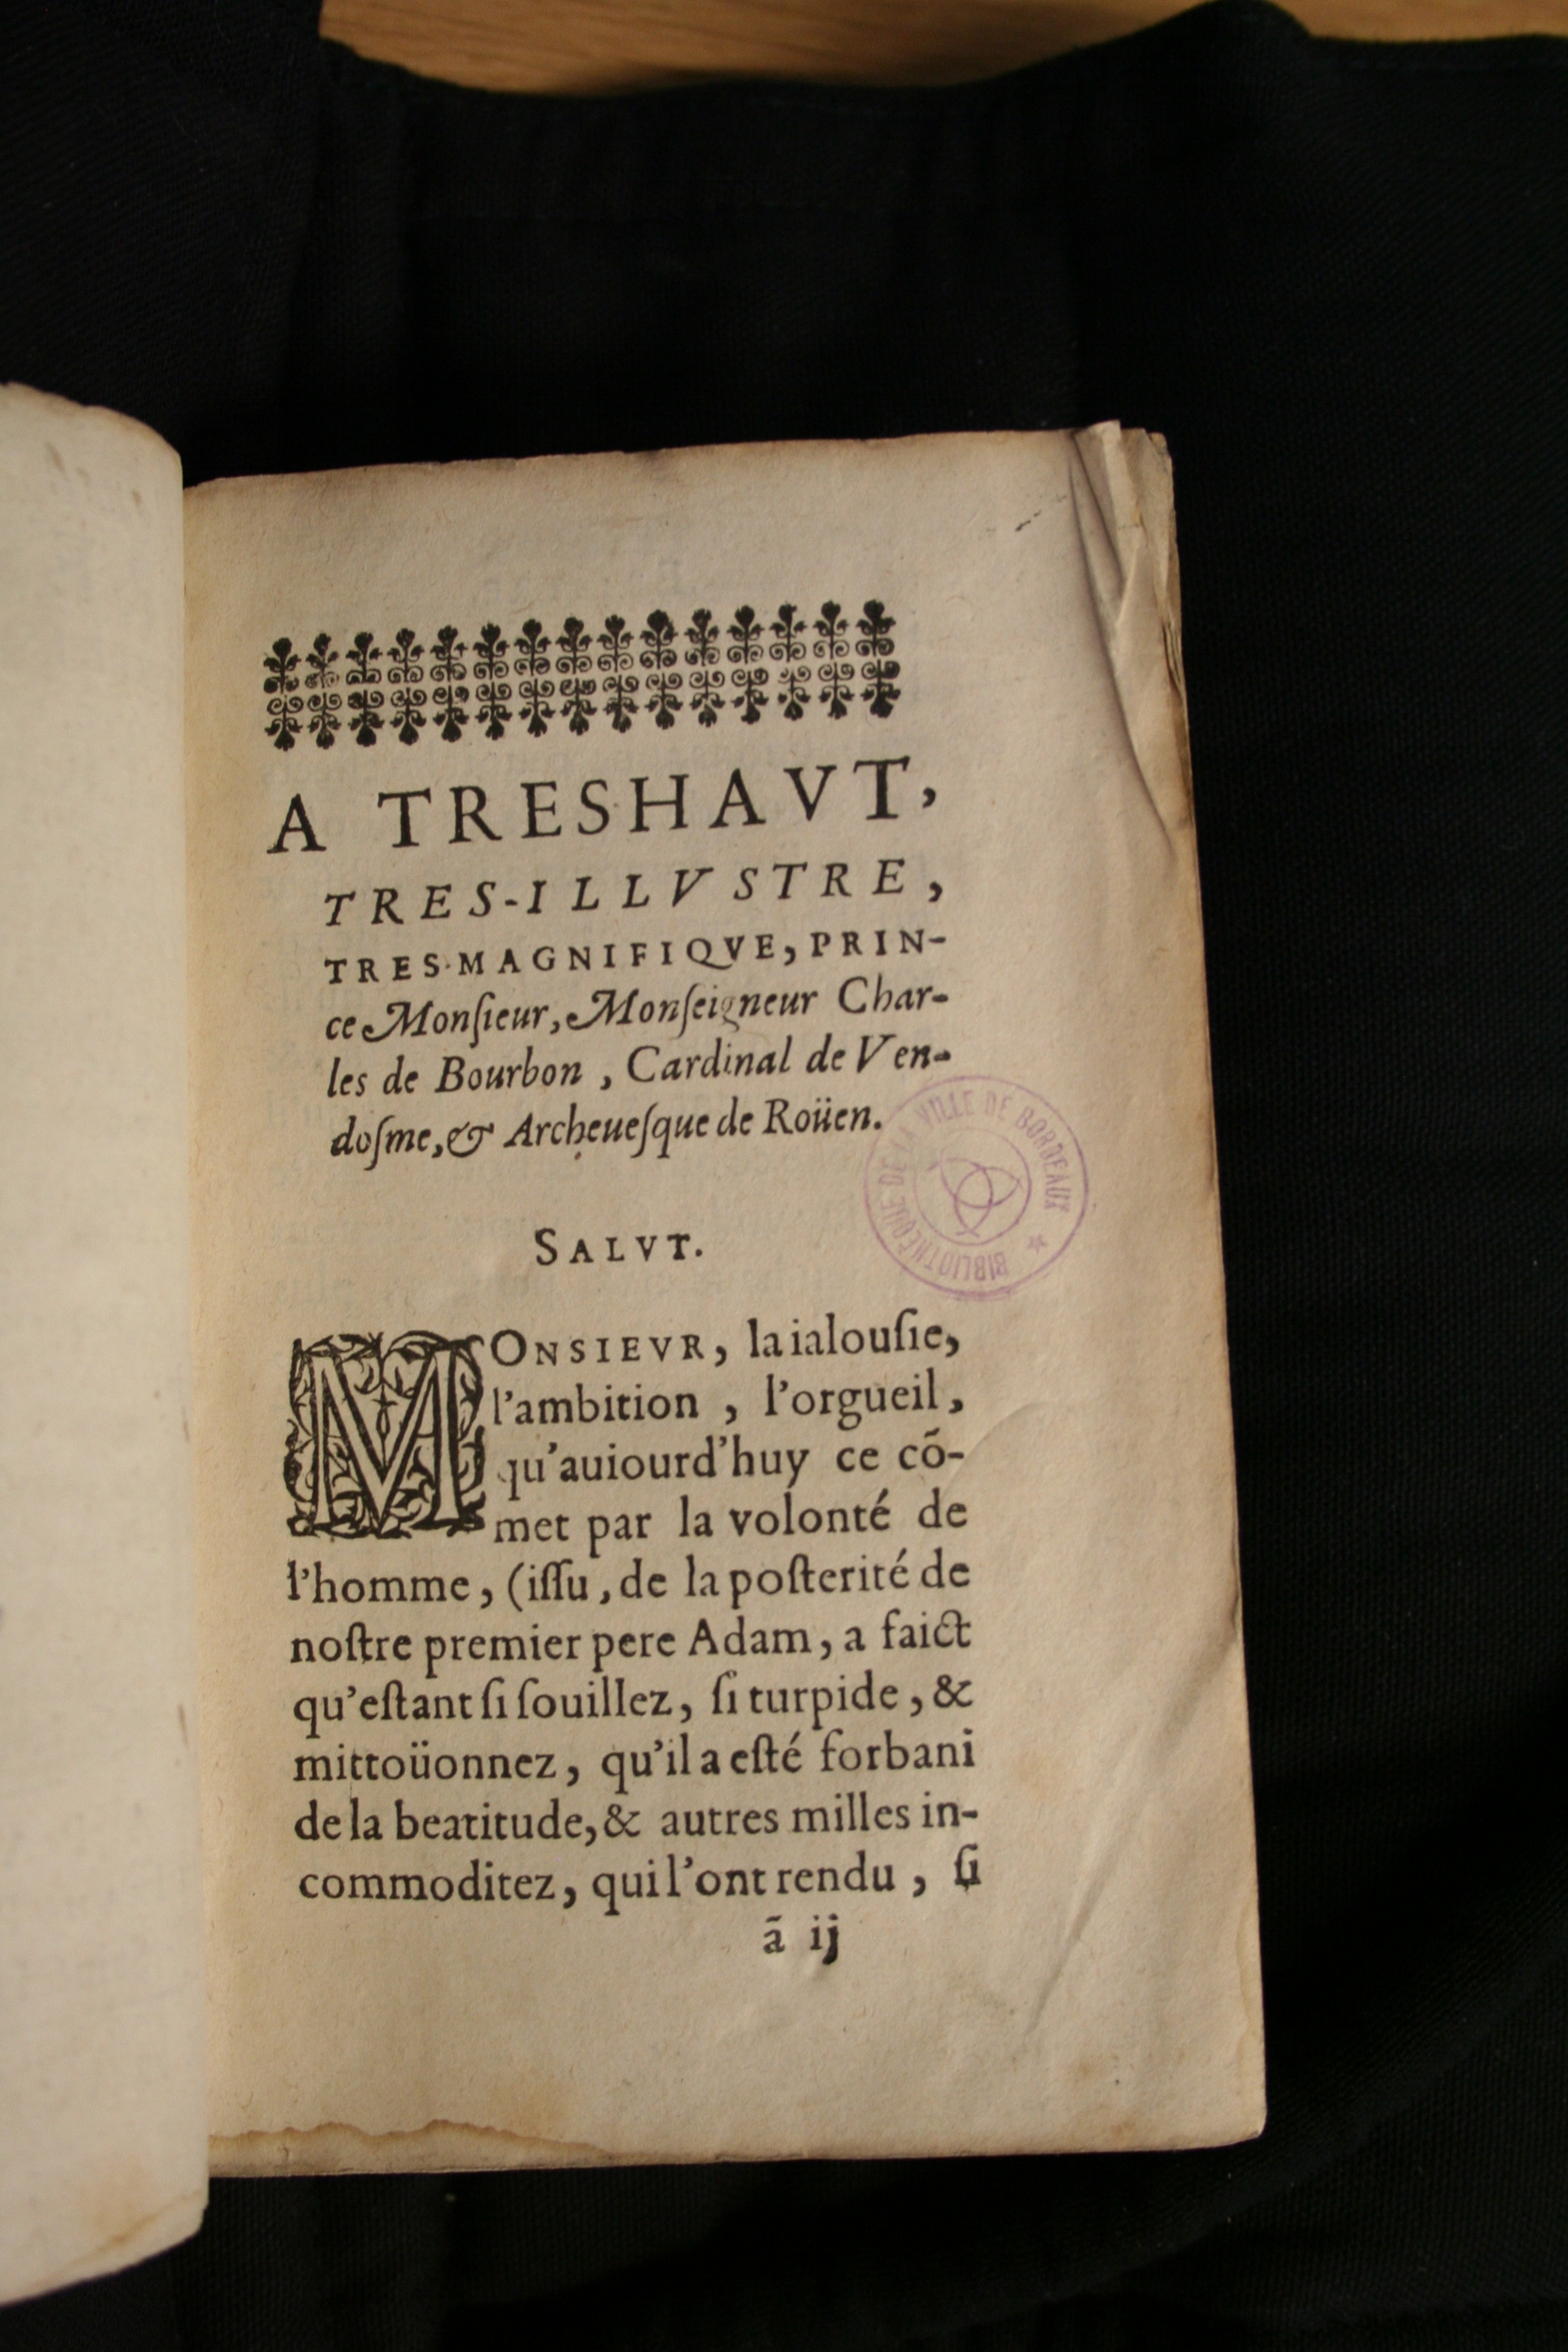 A TRESHAVT,
TRES-ILLVSTRE,
TRES-MAGNIFIQVE, PRIN-
ce Monſieur, Monſeigneur Char-
les de Bourbon, Cardinal de Ven-
doſme, & Archeueſque de Roüen.
BIBLIOTHEQUE DE LA VILLE DE BORDEAUX
SALVT.
MONSIEVR, la ialouſie,
l'ambition, l'orgueil,
qu'auiourd'huy ce cõ-
met par la volonté de
l'homme, (iſſu, de la poſterité de
noſtre premier pere Adam, a faict
qu'eſtant ſi ſouillez, ſi turpide, &
mittoüonnez, qu'il a eſté forbani
de la beatitude, & autres milles in-
commoditez, qui l'ont rendu, ſi
ã ij